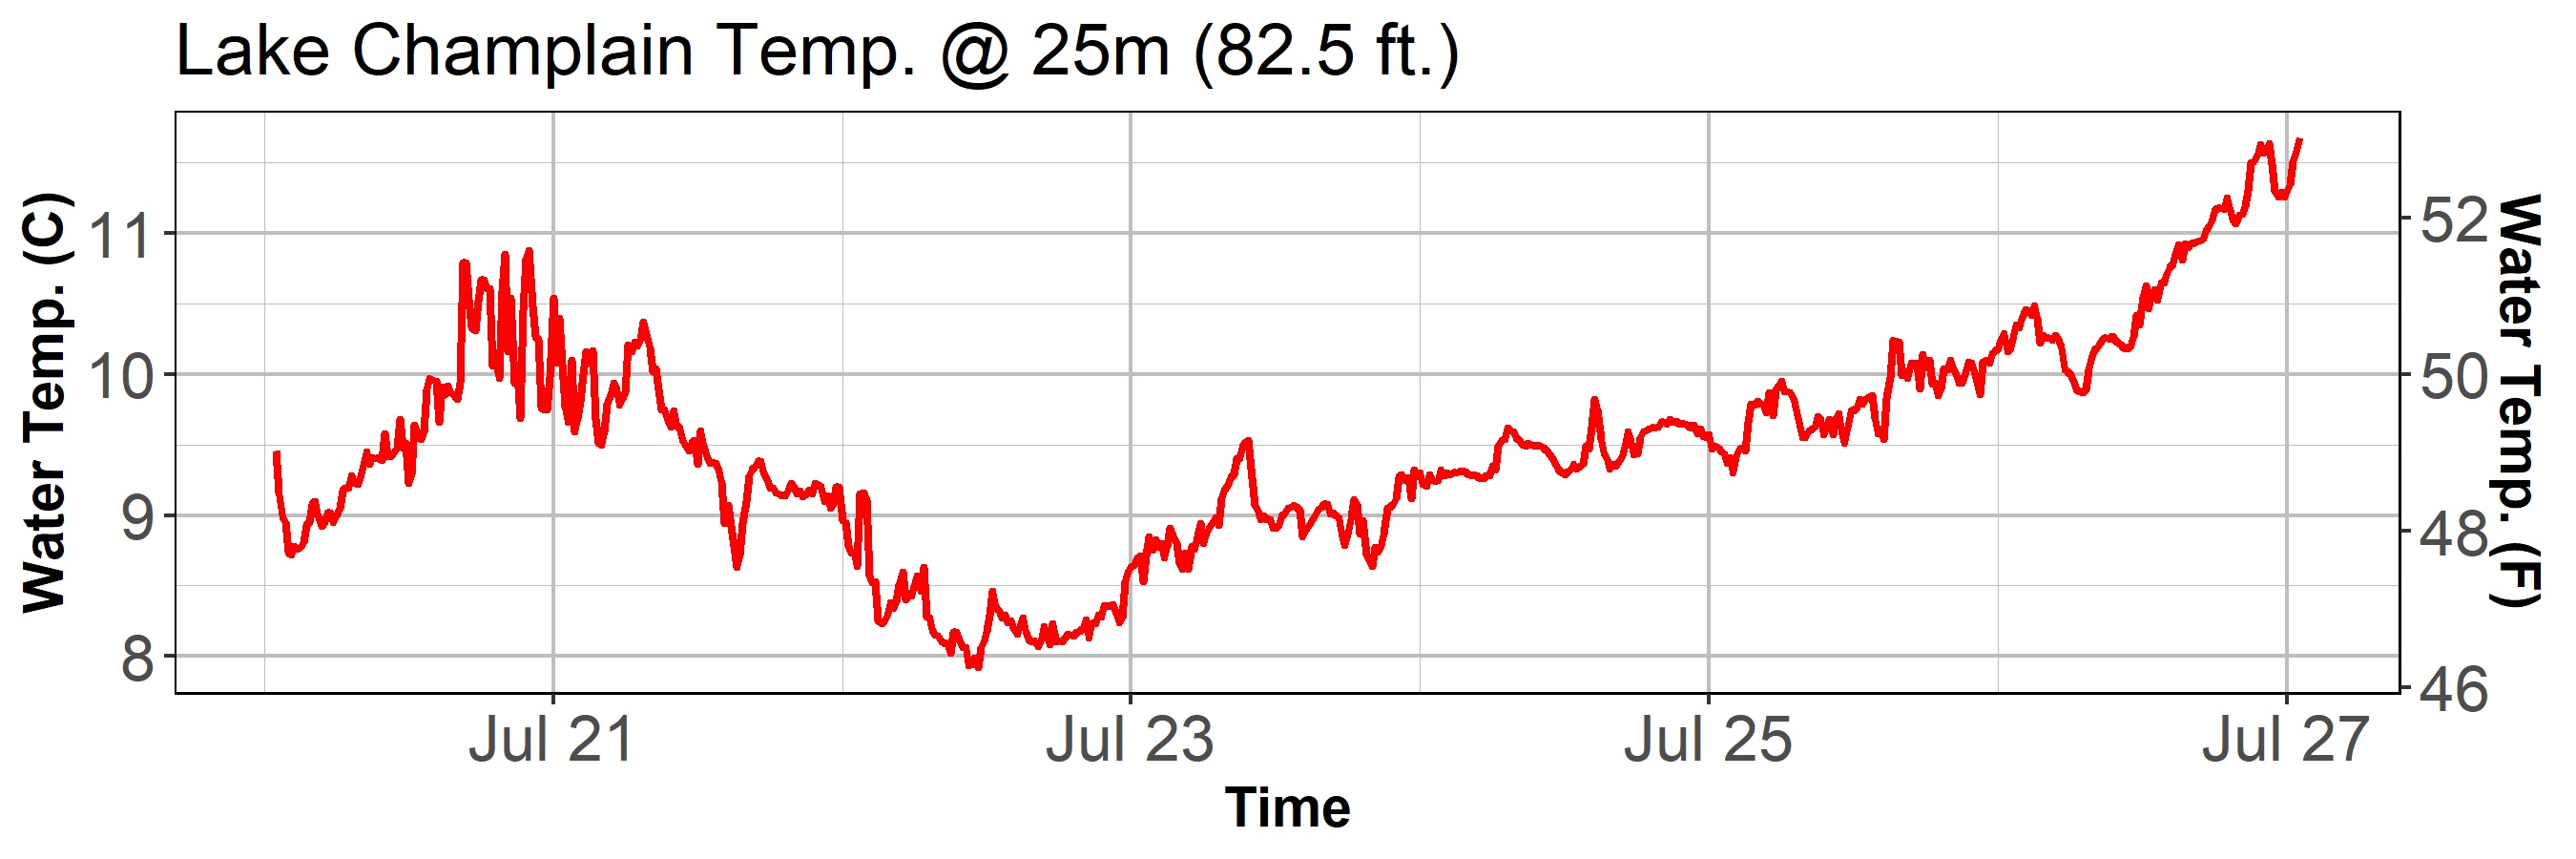 Lake Champlain Temp. @ 25m (82.5 ft.)
Water Temp. (C)
11
10
9
8
52
50
48
46
Water Temp. (F)
Jul 21
Jul 23
Jul 25
Jul 27
Time